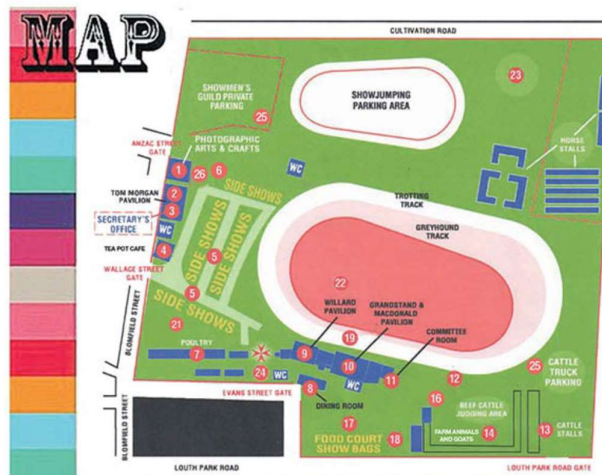 MAP
CULTIVATION ROAD
SHOWMEN'S
GUILD PRIVATE
PARKING
25
SHOWJUMPING
PARKING AREA
23
HORSE
STALLS
ANZAC STREET
GATE
PHOTOGRAPHIC
ARTS & CRAFTS
1
26
6
WC
SIDE SHOWS
TOM MORGAN
PAVILION
2
SECRETARY'S
OFFICE
3
WC
TEA POT CAFE
4
WALLACE STREET
GATE
SIDE SHOWS
SIDE SHOWS
5
5
SIDE SHOWS
21
TROTTING
TRACK
GREYHOUND
TRACK
22
WILLARD
PAVILION
GRANDSTAND &
MACDONALD
PAVILION
COMMITTEE
ROOM
19
BLOMFIELD STREET
POULTRY
7
9
10
11
12
25
CATTLE
TRUCK
PARKING
24
WC
8
WC
EVANS STREET GATE
DINING ROOM
16
BEEF CATTLE
JUDGING AREA
BLOMFIELD STREET
17
FOOD COURT
SHOW BAGS
18
FARM ANIMALS
AND GOATS
14
13
CATTLE
STALLS
LOUTH PARK ROAD
LOUTH PARK ROAD GATE